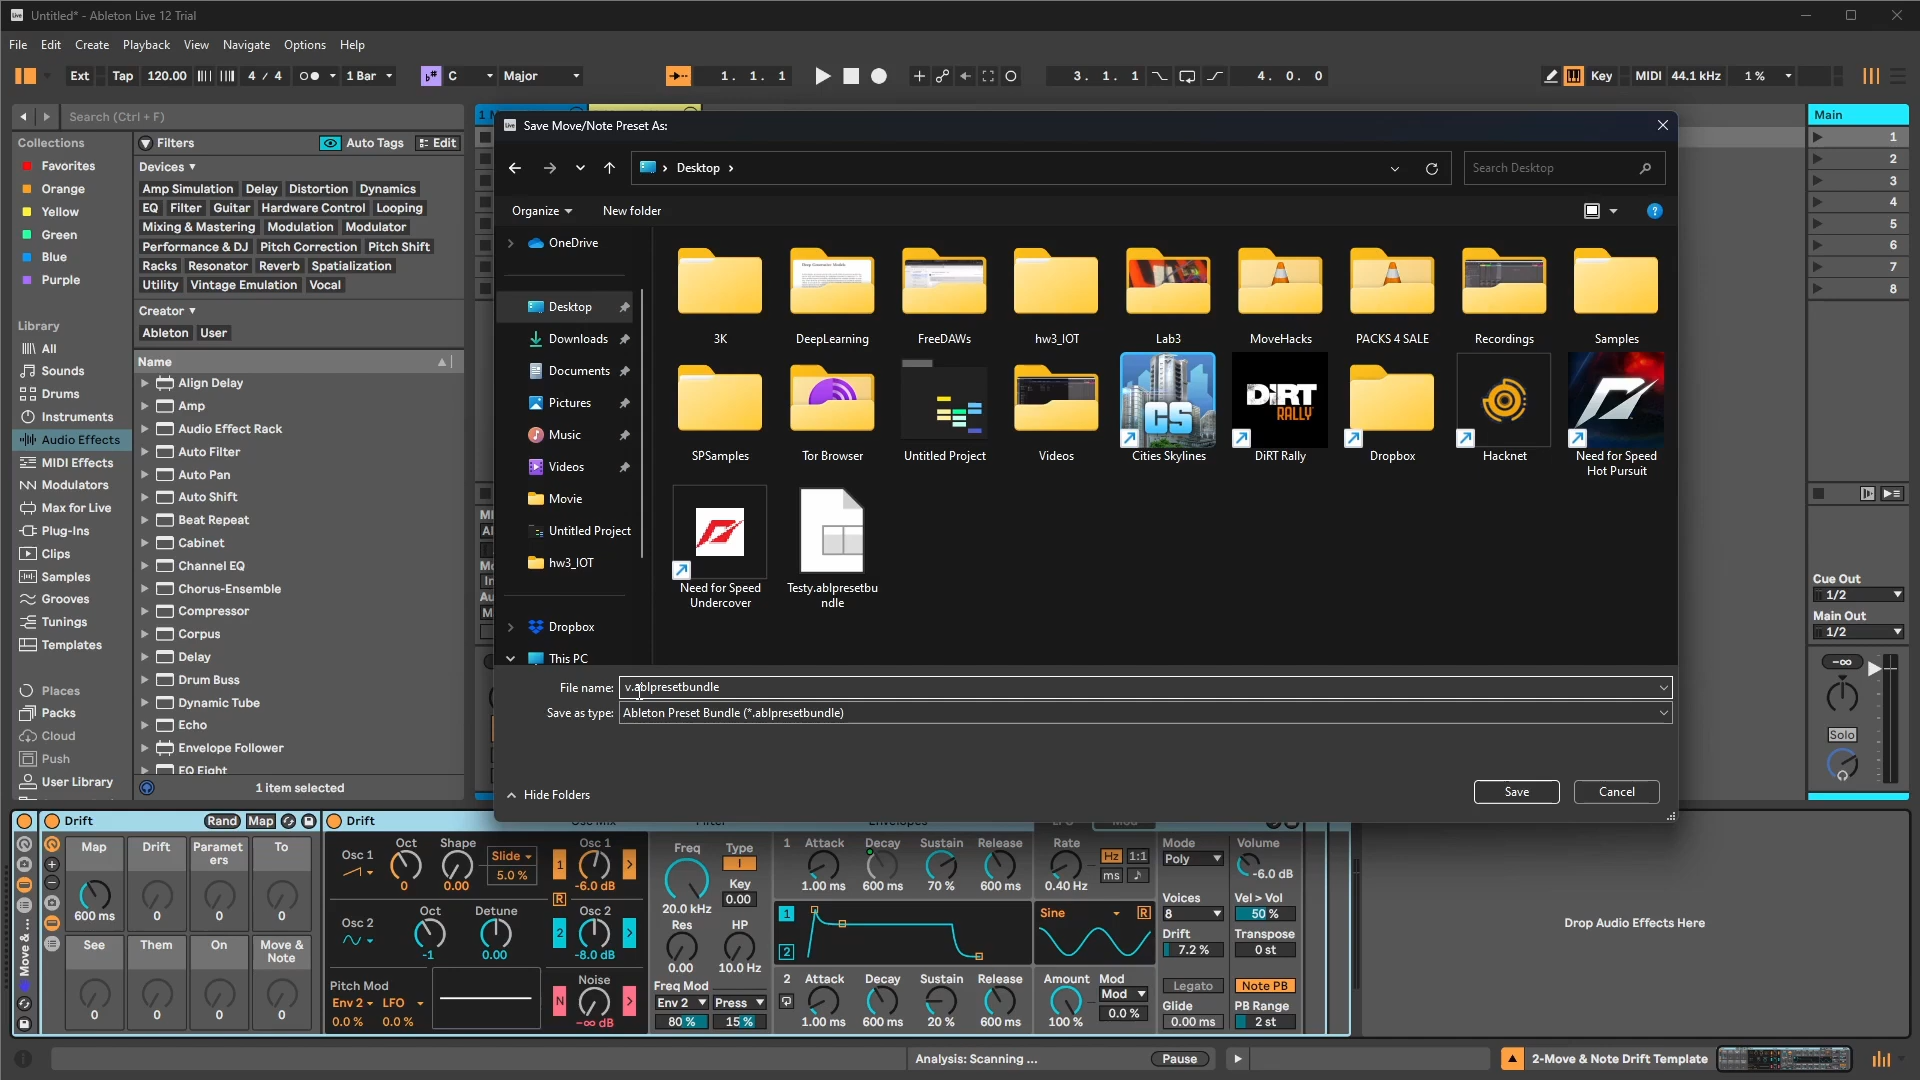 Untitled* - Ableton Live 12 Trial
File Edit Create Playback View Navigate Options Help
Ext Tap 120.00 4 / 4 1 Bar C Major 1. 1. 1 3. 1. 1 4. 0. 0 Key MIDI 44.1 kHz 1 %
Search (Ctrl + F)
Collections
Favorites
Orange
Yellow
Green
Blue
Purple
Library
All
Sounds
Drums
Instruments
Audio Effects
MIDI Effects
Modulators
Max for Live
Plug-Ins
Clips
Samples
Grooves
Tunings
Templates
Places
Packs
Cloud
Push
User Library
Filters Auto Tags Edit
Devices
Amp Simulation Delay Distortion Dynamics
EQ Filter Guitar Hardware Control Looping
Mixing & Mastering Modulation Modulator
Performance & DJ Pitch Correction Pitch Shift
Racks Resonator Reverb Spatialization
Utility Vintage Emulation Vocal
Creator
Ableton User
Name
Align Delay
Amp
Audio Effect Rack
Auto Filter
Auto Pan
Auto Shift
Beat Repeat
Cabinet
Channel EQ
Chorus-Ensemble
Compressor
Corpus
Delay
Drum Buss
Dynamic Tube
Echo
Envelope Follower
EQ Eight
1 item selected
Save Move/Note Preset As:
Desktop
Search Desktop
Organize New folder
OneDrive
Desktop
Downloads
Documents
Pictures
Music
Videos
Movie
Untitled Project
hw3_IOT
Dropbox
This PC
3K DeepLearning FreeDAWs hw3_IOT Lab3 MoveHacks PACKS 4 SALE Recordings Samples
SPSamples Tor Browser Untitled Project Videos Cities Skylines DiRT Rally Dropbox Hacknet Need for Speed
Hot Pursuit
CS
DiRT
RALLY
Need for Speed
Undercover
Testy.ablpresetbu
ndle
File name: v.ablpresetbundle
Save as type: Ableton Preset Bundle (*.ablpresetbundle)
Hide Folders
Save Cancel
Main
1
2
3
4
5
6
7
8
Cue Out
1/2
Main Out
1/2
-∞
Solo
Drift Rand Map
Map Drift Paramet
ers To
600 ms 0 0 0
See Them On Move &
Note
0 0 0 0
Drift
Osc 1 Oct Shape Slide 5.0 %
0 0.00
Osc 2 Oct Detune
-1 0.00
Pitch Mod
Env 2 LFO
0.0 % 0.0 %
1 Osc 1
-6.0 dB
R
2 Osc 2
-8.0 dB
N Noise
-∞ dB
Freq Type
I
Key
20.0 kHz 0.00
Res HP
0.00 10.0 Hz
Freq Mod
Env 2 Press
80 % 15 %
1 Attack Decay Sustain Release
1.00 ms 600 ms 70 % 600 ms
1
2
2 Attack Decay Sustain Release
1.00 ms 600 ms 20 % 600 ms
Rate Hz 1:1
0.40 Hz ms
Sine R
Amount Mod
Mod
100 % 0.0 %
Mode
Poly
Voices
8
Drift
7.2 %
Legato
Glide
0.00 ms
Volume
-6.0 dB
Vel > Vol
50 %
Transpose
0 st
Note PB
PB Range
2 st
Drop Audio Effects Here
Analysis: Scanning ... Pause
2-Move & Note Drift Template